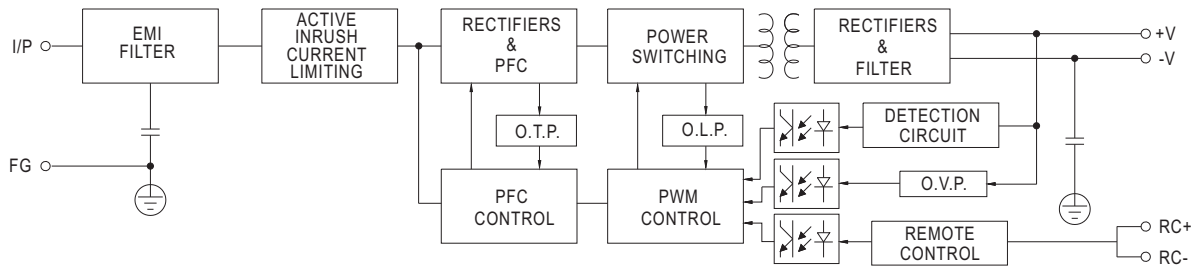 I/P
EMI
FILTER
ACTIVE
INRUSH
CURRENT
LIMITING
RECTIFIERS
&
PFC
POWER
SWITCHING
RECTIFIERS
&
FILTER
+V
-V
O.T.P.
O.L.P.
DETECTION
CIRCUIT
FG
PFC
CONTROL
PWM
CONTROL
O.V.P.
REMOTE
CONTROL
RC+
RC-